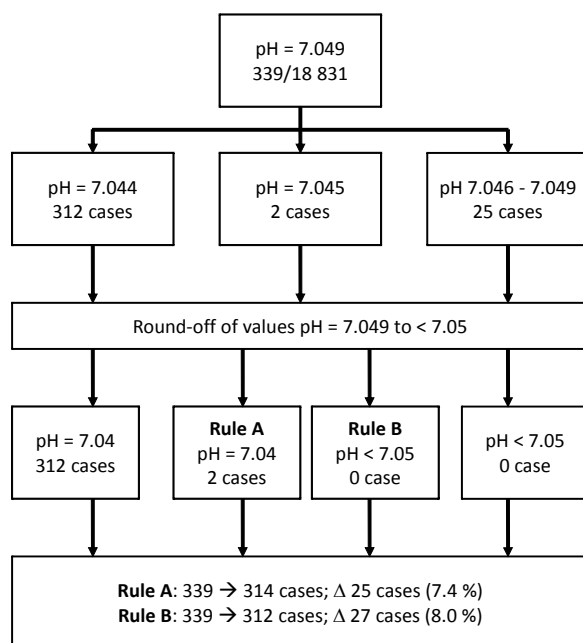 pH = 7.049
339/18 831
pH = 7.044
312 cases
pH = 7.045
2 cases
pH 7.046 - 7.049
25 cases
Round-off of values pH = 7.049 to < 7.05
pH = 7.04
312 cases
Rule A
pH = 7.04
2 cases
Rule B
pH < 7.05
0 case
pH < 7.05
0 case
Rule A: 339 → 314 cases; Δ 25 cases (7.4 %)
Rule B: 339 → 312 cases; Δ 27 cases (8.0 %)